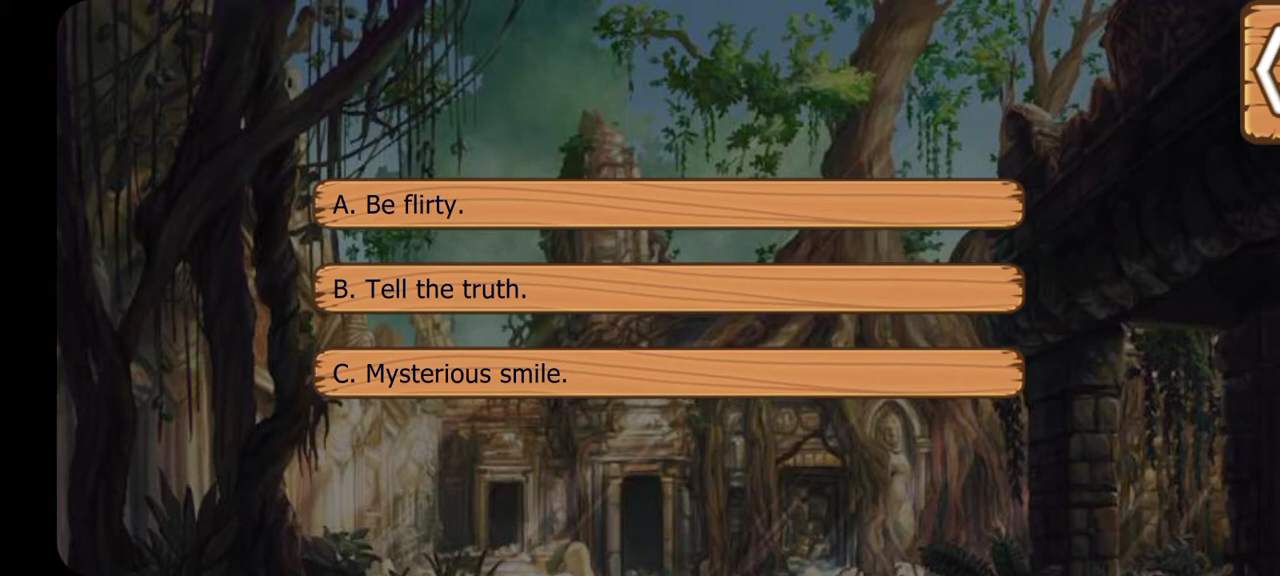 A. Be flirty.
B. Tell the truth.
C. Mysterious smile.